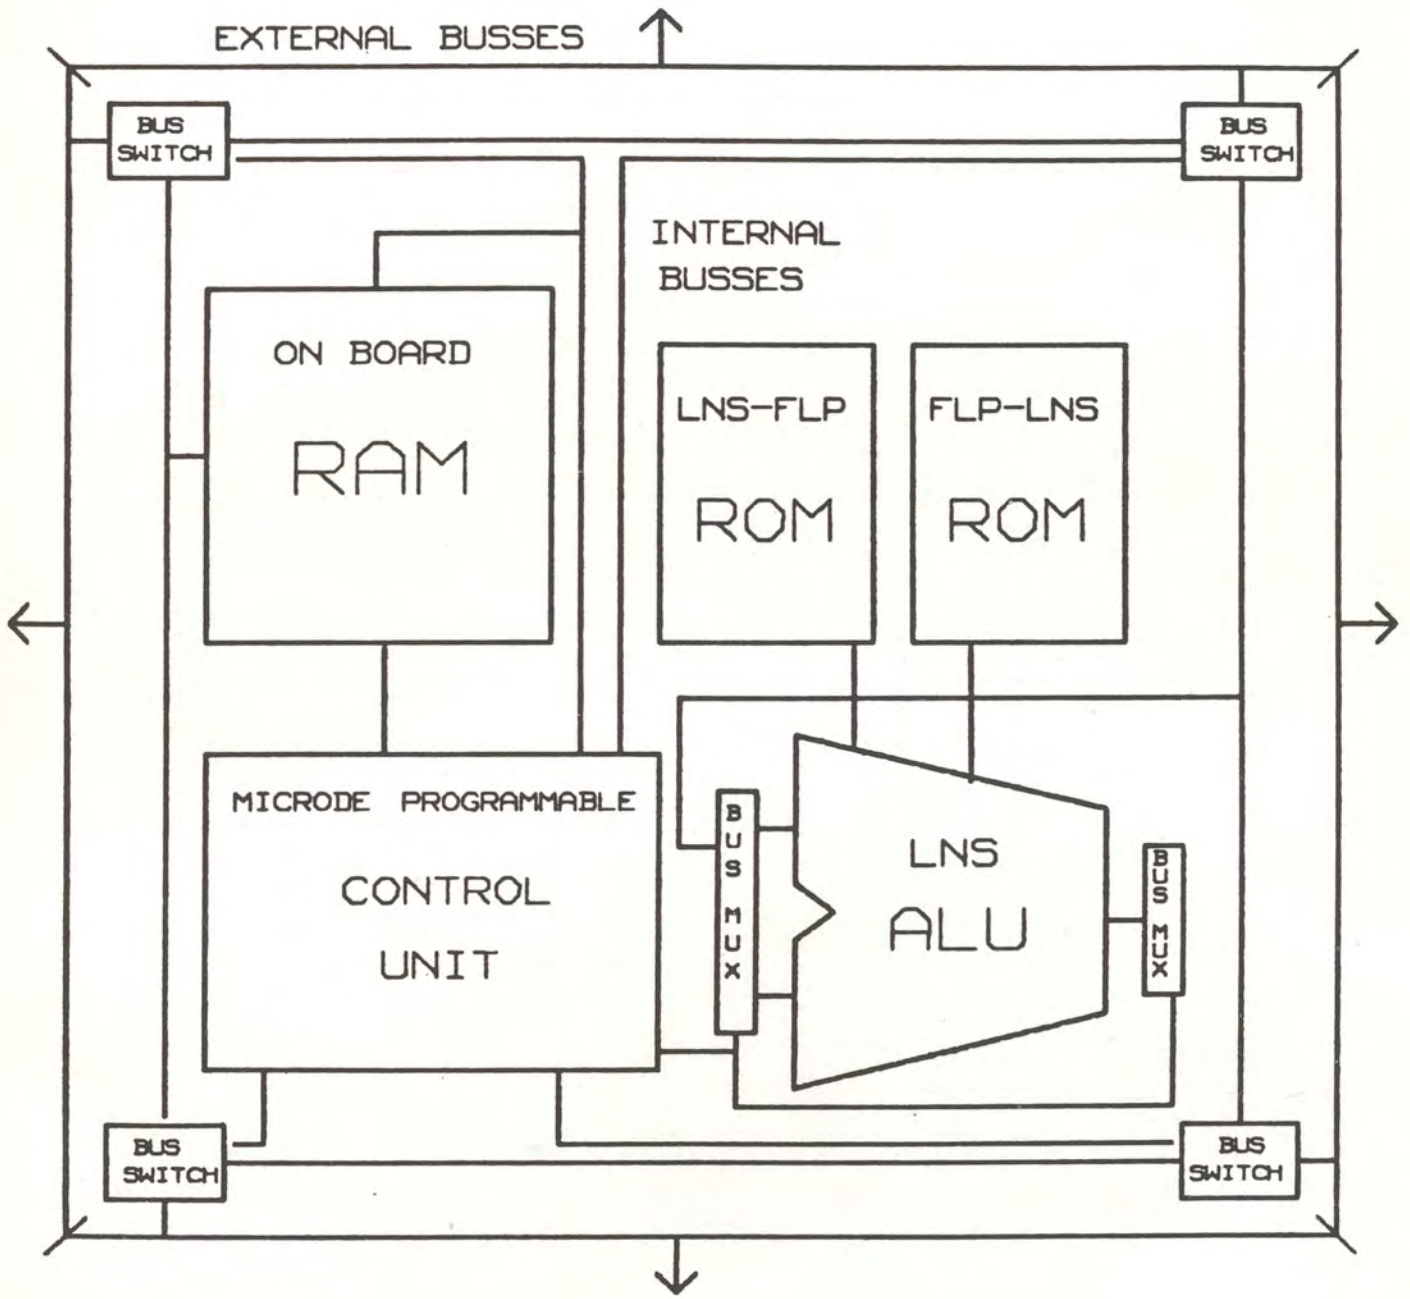 EXTERNAL BUSSES
BUS
SWITCH
BUS
SWITCH
INTERNAL
BUSSES
ON BOARD
RAM
LNS-FLP
ROM
FLP-LNS
ROM
MICRODE PROGRAMMABLE
CONTROL
UNIT
BUS MUX
LNS
ALU
BUS MUX
BUS
SWITCH
BUS
SWITCH